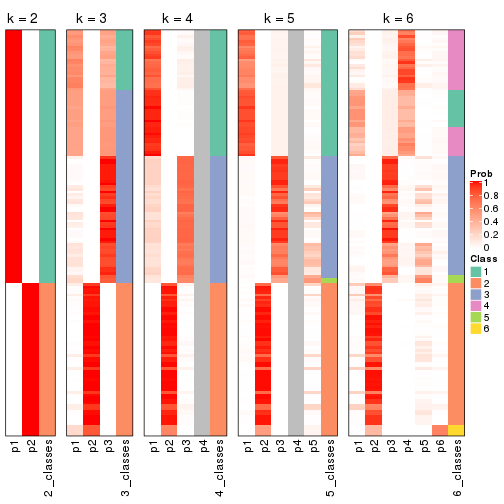 k = 2
k = 3
k = 4
k = 5
k = 6
Prob
1
0.8
0.6
0.4
0.2
0
Class
1
2
3
4
5
6
p1
p2
2_classes
p1
p2
p3
3_classes
p1
p2
p3
p4
4_classes
p1
p2
p3
p4
p5
5_classes
p1
p2
p3
p4
p5
p6
6_classes